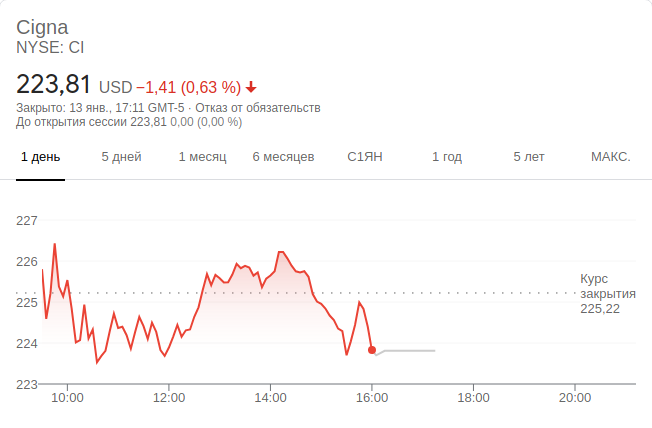 Cigna
NYSE: CI
223,81 USD −1,41 (0,63 %)
Закрыто: 13 янв., 17:11 GMT-5 · Отказ от обязательств
До открытия сессии 223,81 0,00 (0,00 %)
1 день 5 дней 1 месяц 6 месяцев С1ЯН 1 год 5 лет МАКС.
227
226
Курс
закрытия
225,22
225
224
223
10:00 12:00 14:00 16:00 18:00 20:00